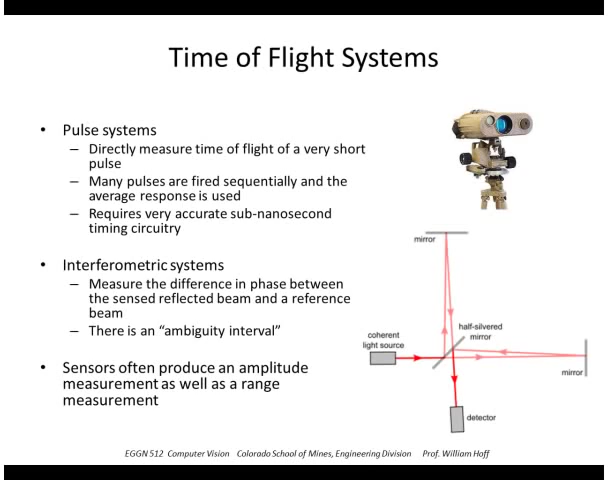 Time of Flight Systems
• Pulse systems
– Directly measure time of flight of a very short
pulse
– Many pulses are fired sequentially and the
average response is used
– Requires very accurate sub-nanosecond
timing circuitry
• Interferometric systems
– Measure the difference in phase between
the sensed reflected beam and a reference
beam
– There is an “ambiguity interval”
• Sensors often produce an amplitude
measurement as well as a range
measurement
mirror
half-silvered
mirror
coherent
light source
mirror
detector
EGGN 512 Computer Vision Colorado School of Mines, Engineering Division Prof. William Hoff